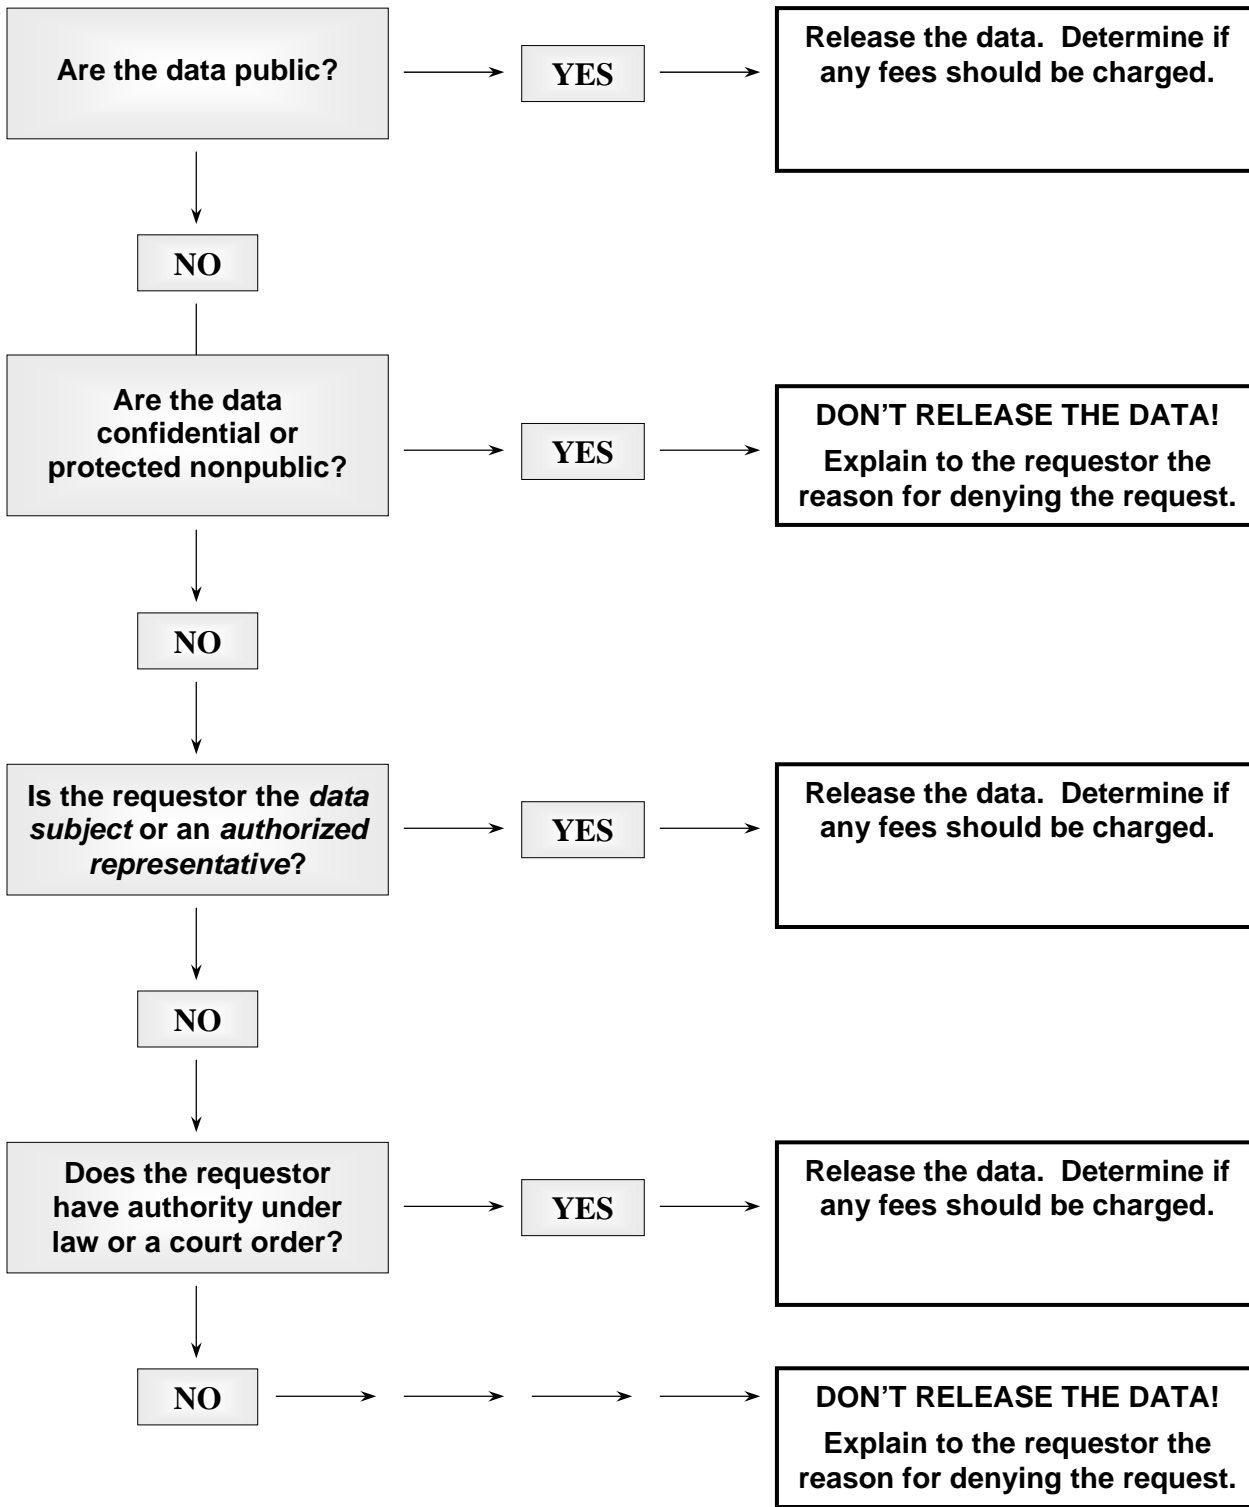 Are the data public?
YES
Release the data.  Determine if
any fees should be charged.
NO
Are the data
confidential or
protected nonpublic?
YES
DON’T RELEASE THE DATA!
Explain to the requestor the
reason for denying the request.
NO
Is the requestor the data
subject or an authorized
representative?
YES
Release the data.  Determine if
any fees should be charged.
NO
Does the requestor
have authority under
law or a court order?
YES
Release the data.  Determine if
any fees should be charged.
NO
DON’T RELEASE THE DATA!
Explain to the requestor the
reason for denying the request.